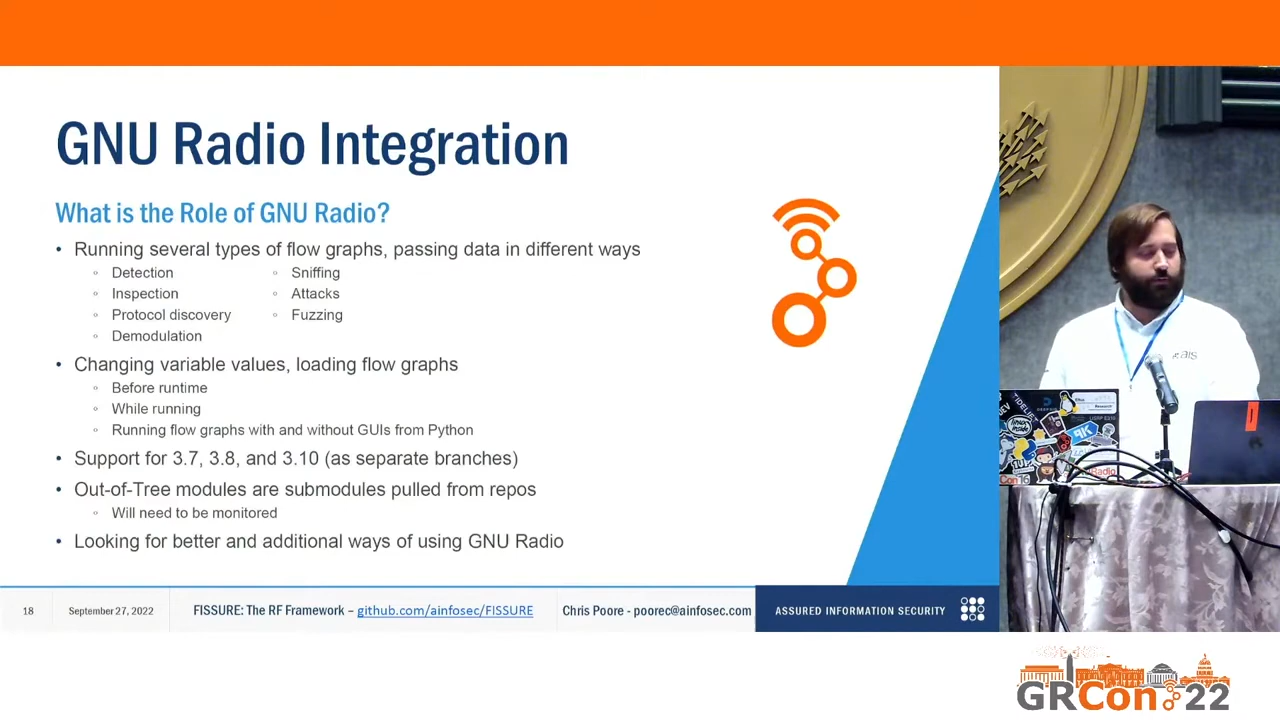 GNU Radio Integration
What is the Role of GNU Radio?
• Running several types of flow graphs, passing data in different ways
◦ Detection
◦ Inspection
◦ Protocol discovery
◦ Demodulation
◦ Sniffing
◦ Attacks
◦ Fuzzing
• Changing variable values, loading flow graphs
◦ Before runtime
◦ While running
◦ Running flow graphs with and without GUIs from Python
• Support for 3.7, 3.8, and 3.10 (as separate branches)
• Out-of-Tree modules are submodules pulled from repos
◦ Will need to be monitored
• Looking for better and additional ways of using GNU Radio
18
September 27, 2022
FISSURE: The RF Framework – github.com/ainfosec/FISSURE
Chris Poore - poorec@ainfosec.com
ASSURED INFORMATION SECURITY
ais
GRCon 22